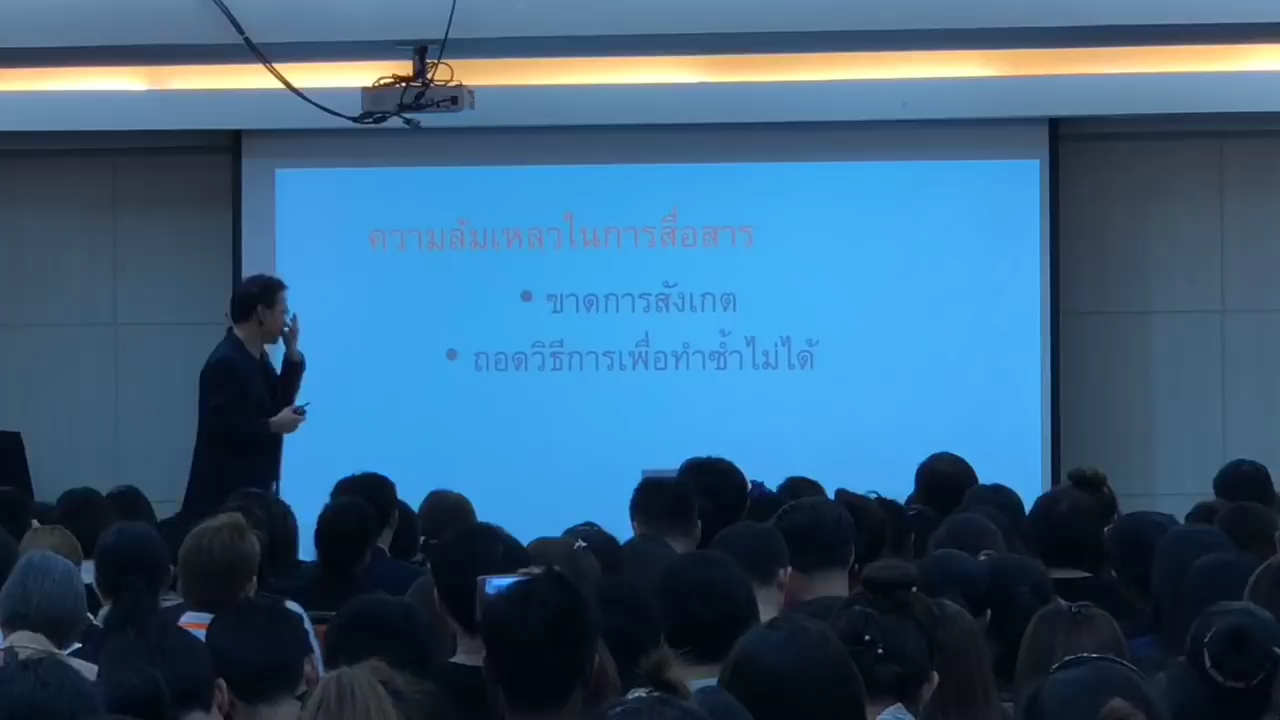 ความล้มเหลวในการสื่อสาร
• ขาดการสังเกต
• ถอดวิธีการเพื่อทำซ้ำไม่ได้